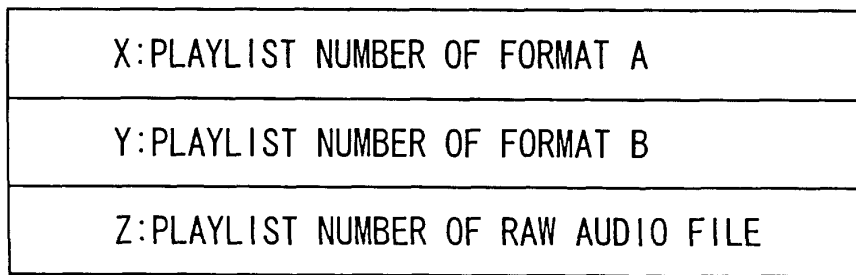 X:PLAYLIST NUMBER OF FORMAT A
Y:PLAYLIST NUMBER OF FORMAT B
Z:PLAYLIST NUMBER OF RAW AUDIO FILE